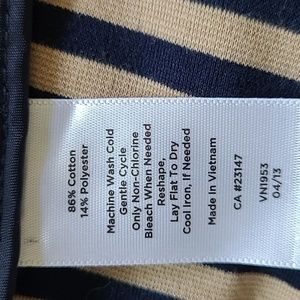 86% Cotton
14% Polyester
Machine Wash Cold
Gentle Cycle
Only Non-Chlorine
Bleach When Needed
Reshape,
Lay Flat To Dry
Cool Iron, If Needed
Made In Vietnam
CA #23147
VN1953
04/13